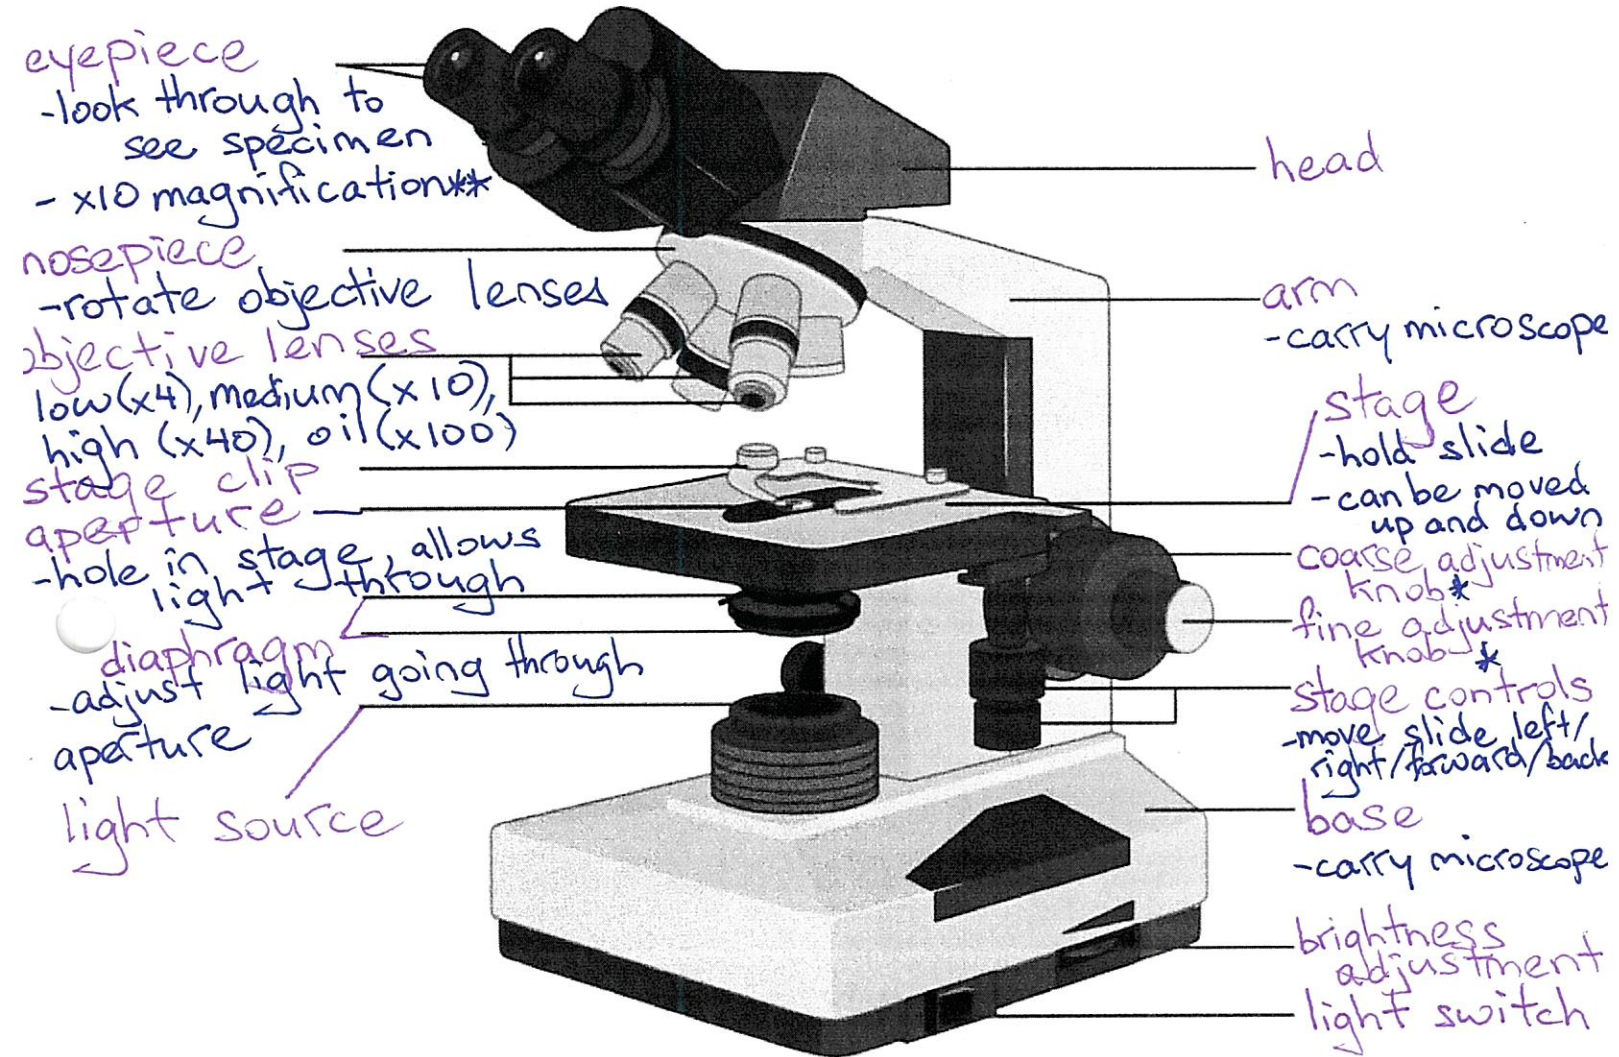 eyepiece
-look through to
see specimen
- x10 magnification**
nosepiece
-rotate objective lenses
objective lenses
low(x4), medium(x10),
high (x40), oil(x100)
stage clip
aperture
-hole in stage, allows
light through
diaphragm
-adjust light going through
aperture
light source
head
arm
-carry microscope
stage
-hold slide
-can be moved
up and down
coarse adjustment
knob*
fine adjustment
knob*
stage controls
-move slide left/
right/forward/back
base
-carry microscope
brightness
adjustment
light switch